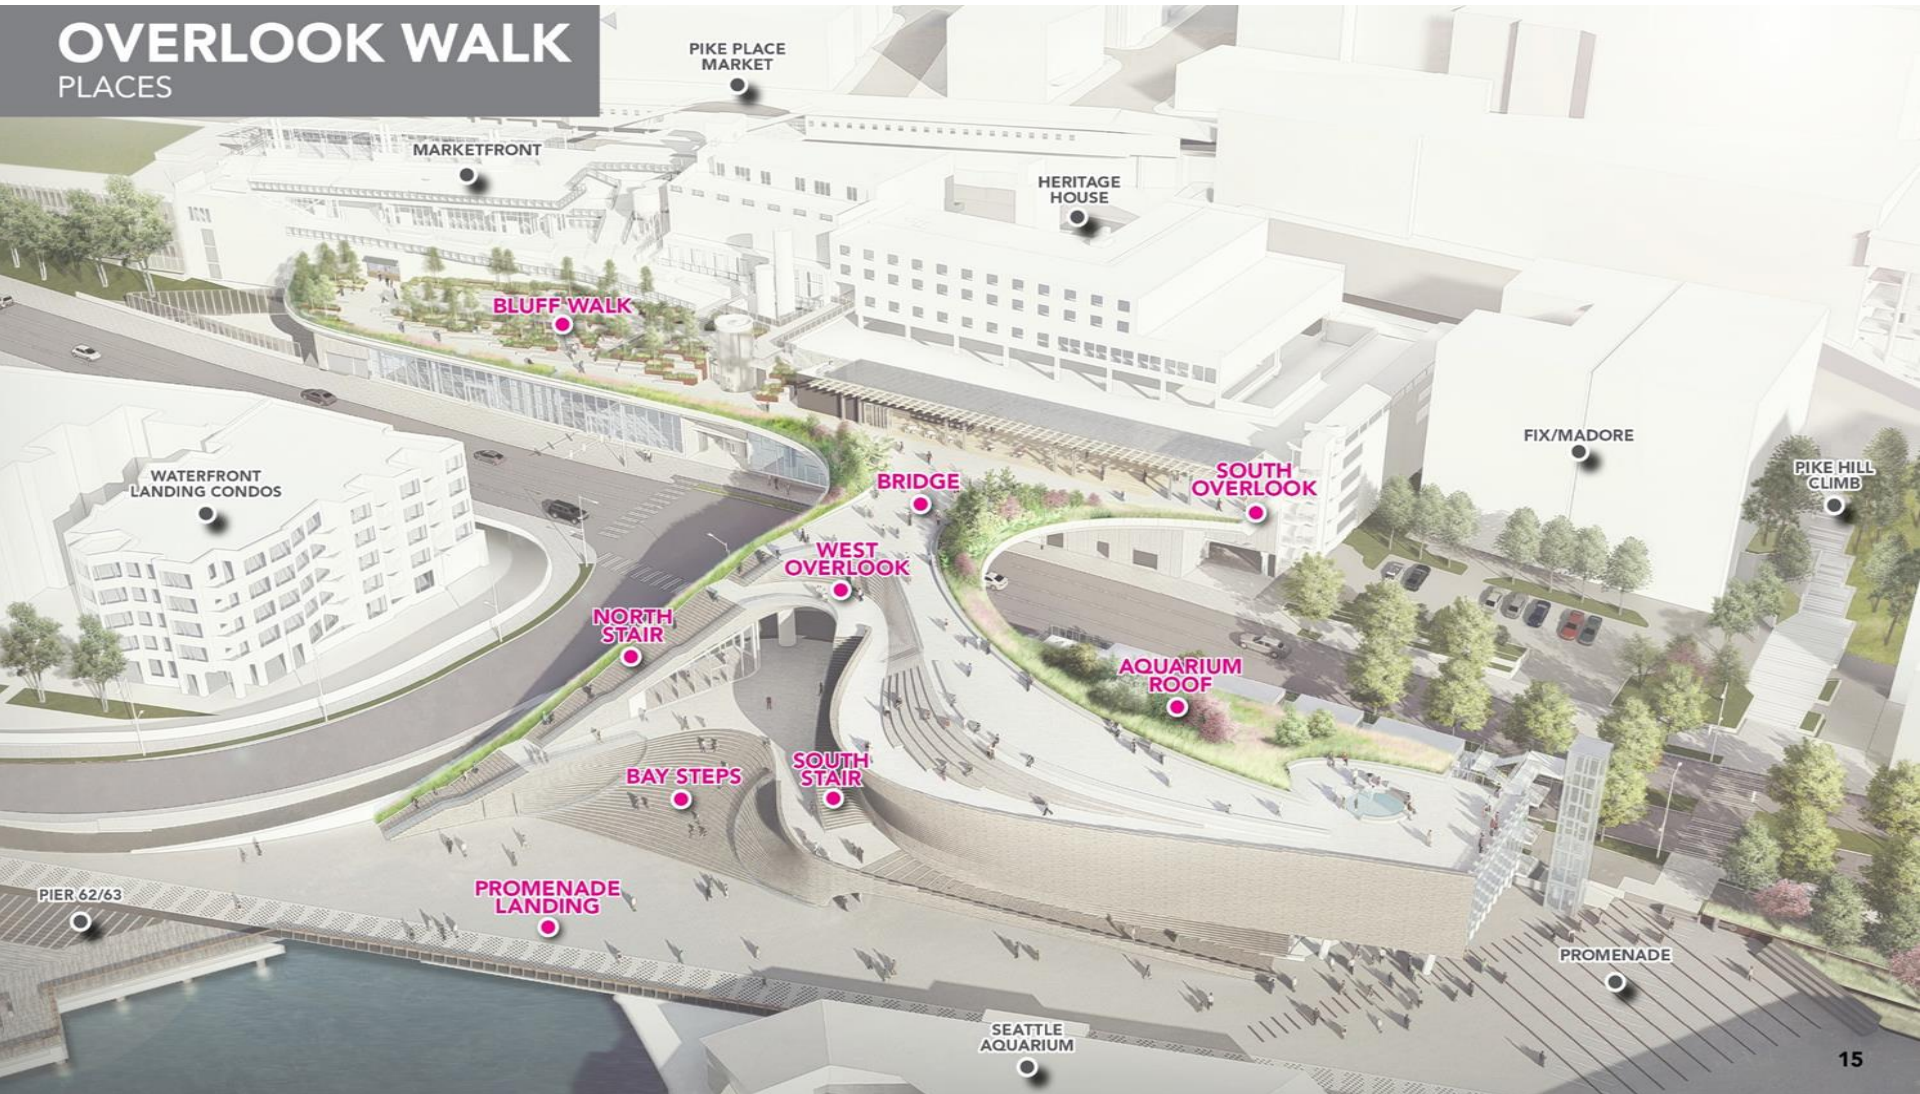 OVERLOOK WALK
PLACES
PIKE PLACE
MARKET
MARKETFRONT
HERITAGE
HOUSE
BLUFF WALK
FIX/MADORE
WATERFRONT
LANDING CONDOS
BRIDGE
SOUTH
OVERLOOK
PIKE HILL
CLIMB
WEST
OVERLOOK
NORTH
STAIR
AQUARIUM
ROOF
BAY STEPS
SOUTH
STAIR
PIER 62/63
PROMENADE
LANDING
PROMENADE
SEATTLE
AQUARIUM
15